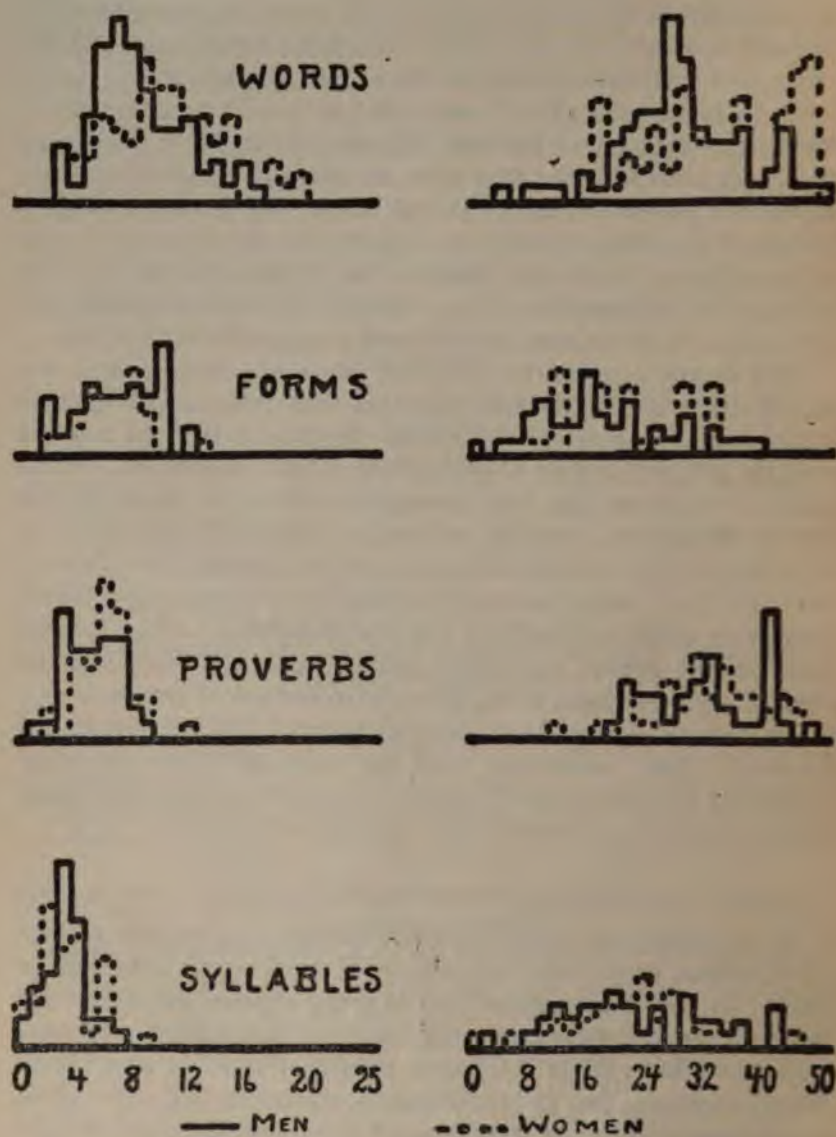 WORDS
FORMS
PROVERBS
SYLLABLES
0 4 8 12 16 20 25 0 8 16 24 32 40 50
MEN WOMEN